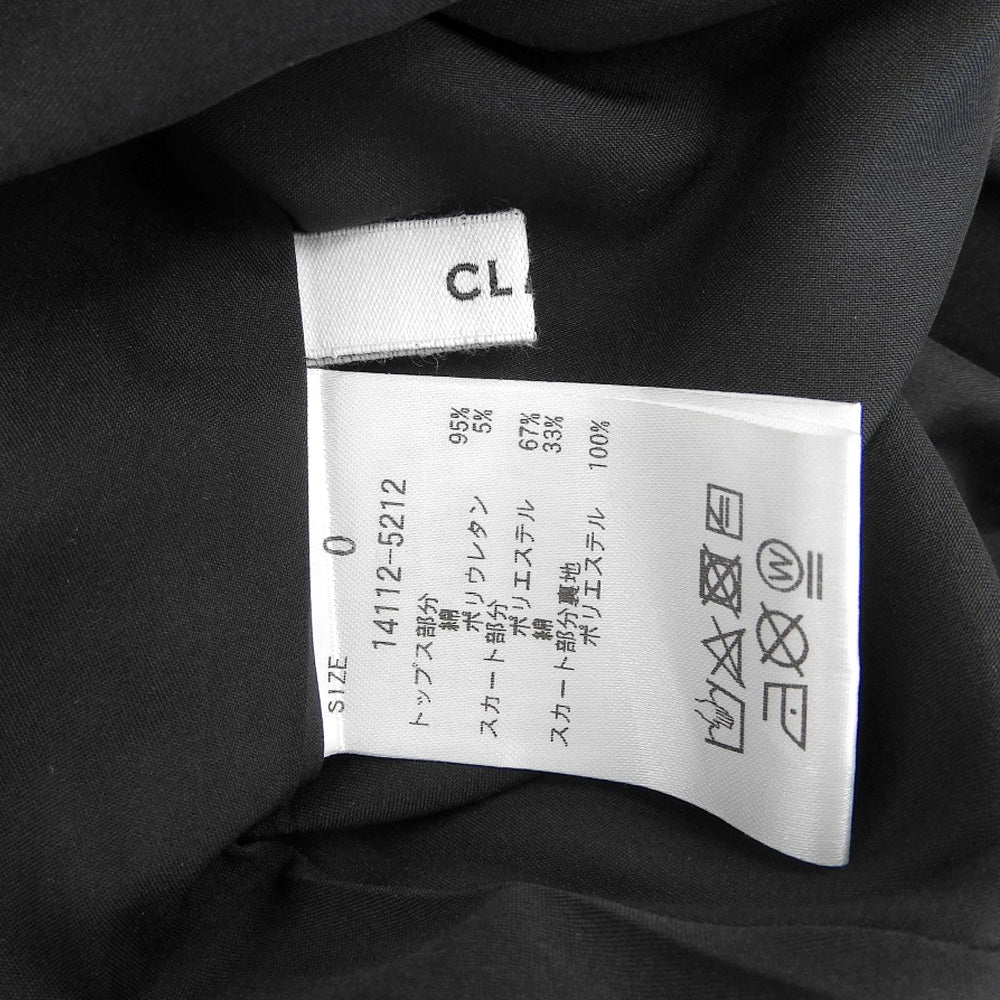 CL
SIZE 0
14112-5212
トップス部分
綿 95%
ポリウレタン 5%
スカート部分
ポリエステル 67%
綿 33%
スカート部分裏地
ポリエステル 100%
W